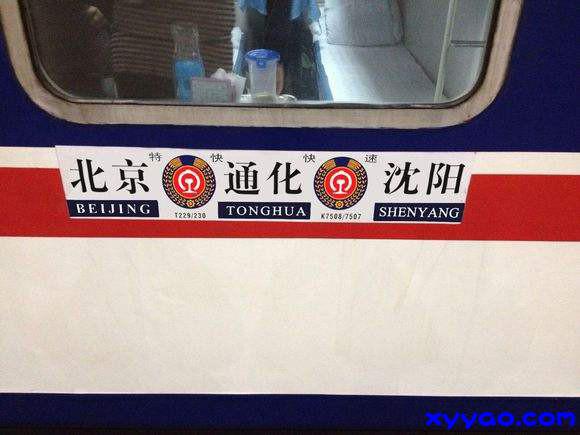 特快 快速
北京 通化 沈阳
BEIJING TONGHUA SHENYANG
T229/230 K7508/7507
xyyao.com